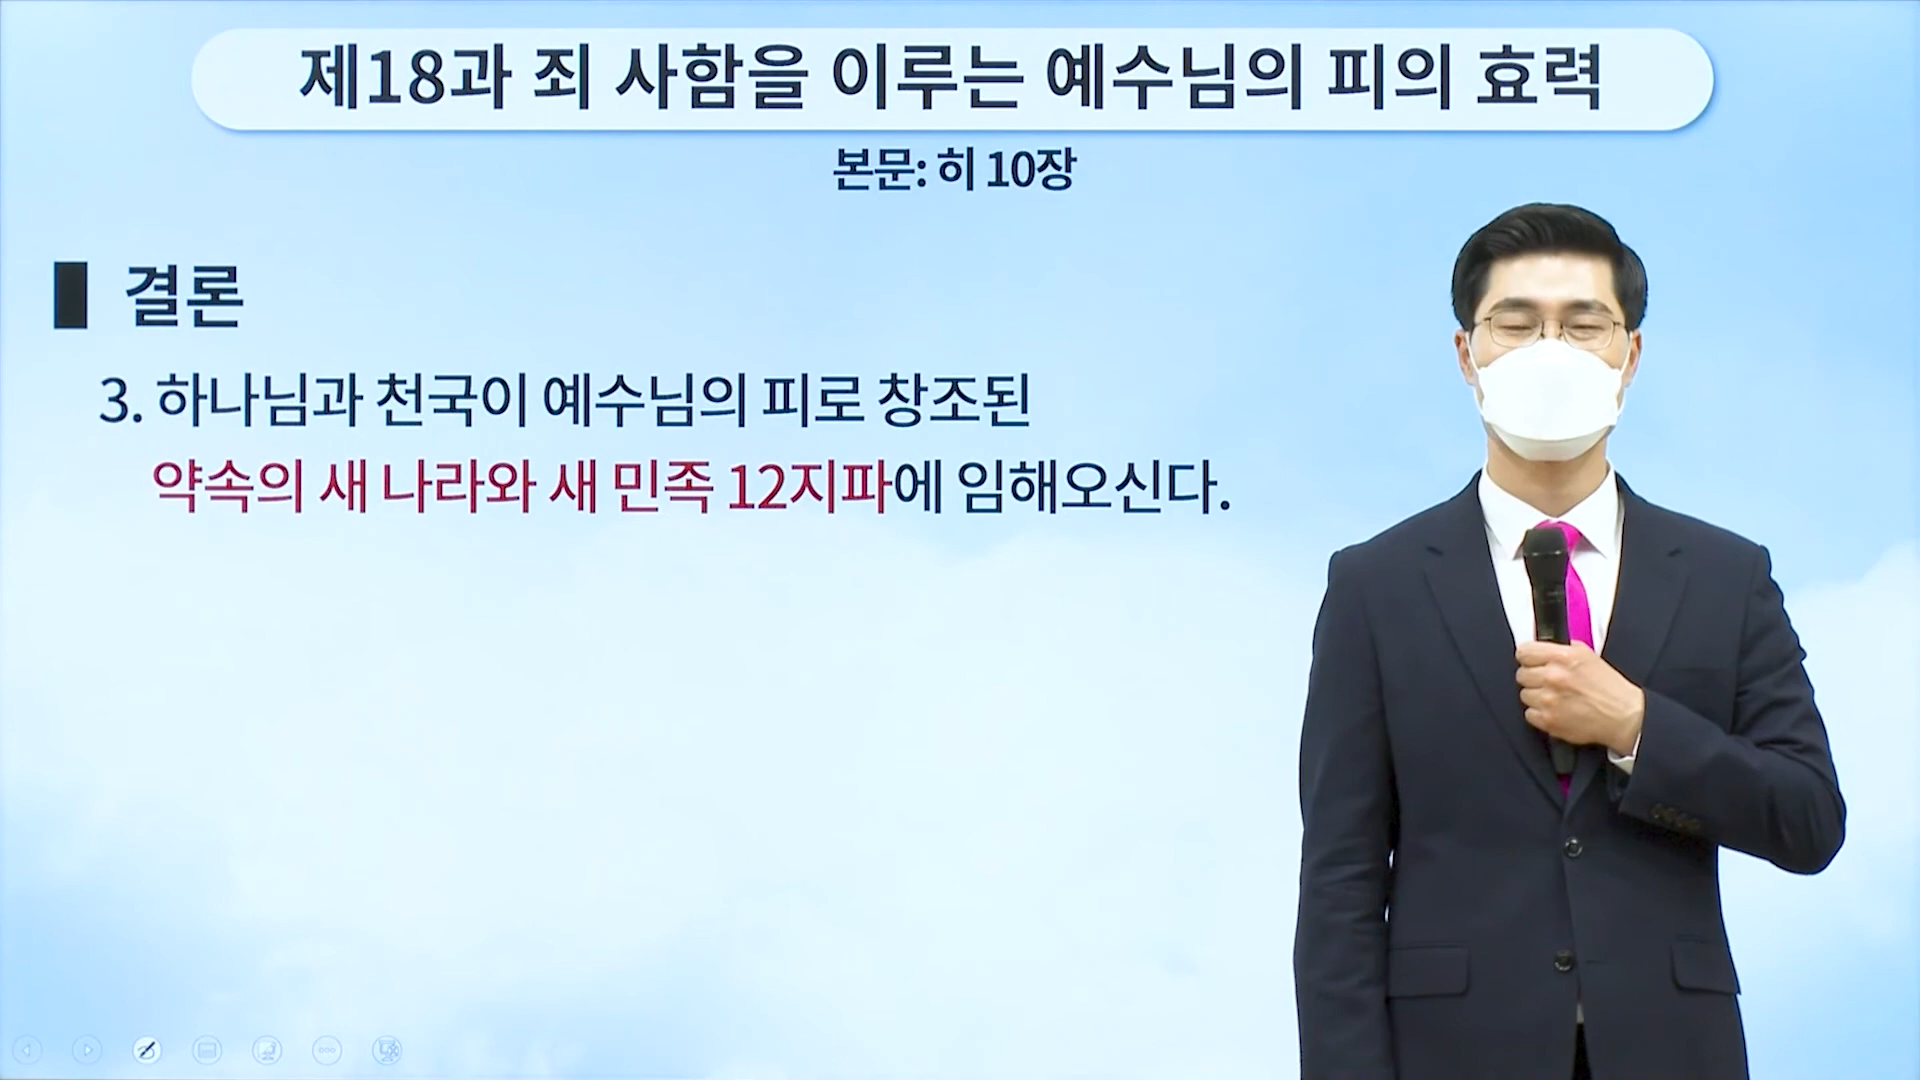 제18과 죄 사함을 이루는 예수님의 피의 효력
본문: 히 10장
결론
3. 하나님과 천국이 예수님의 피로 창조된
약속의 새 나라와 새 민족 12지파에 임해오신다.